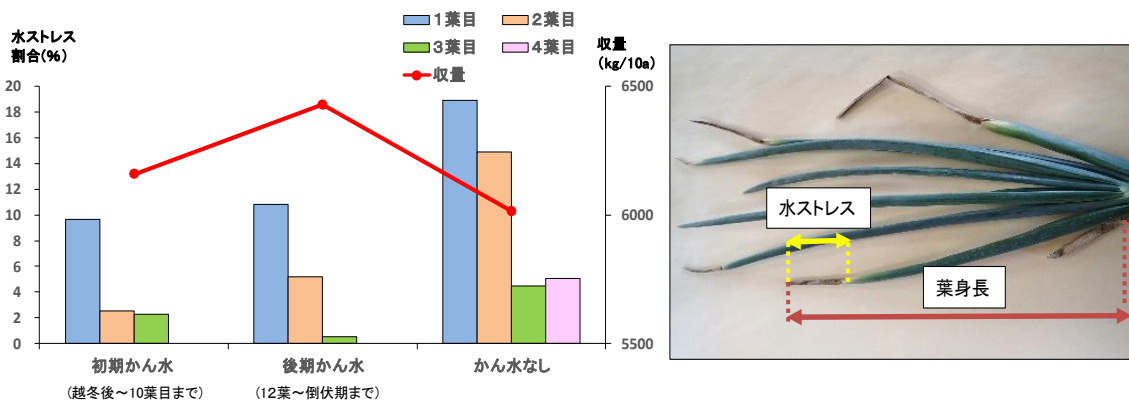 水ストレス
割合(%)
1葉目 2葉目
3葉目 4葉目
収量
収量
(kg/10a)
20
18
16
14
12
10
8
6
4
2
0
6500
6000
5500
初期かん水 後期かん水 かん水なし
(越冬後～10葉目まで) (12葉～倒伏期まで)
水ストレス
葉身長